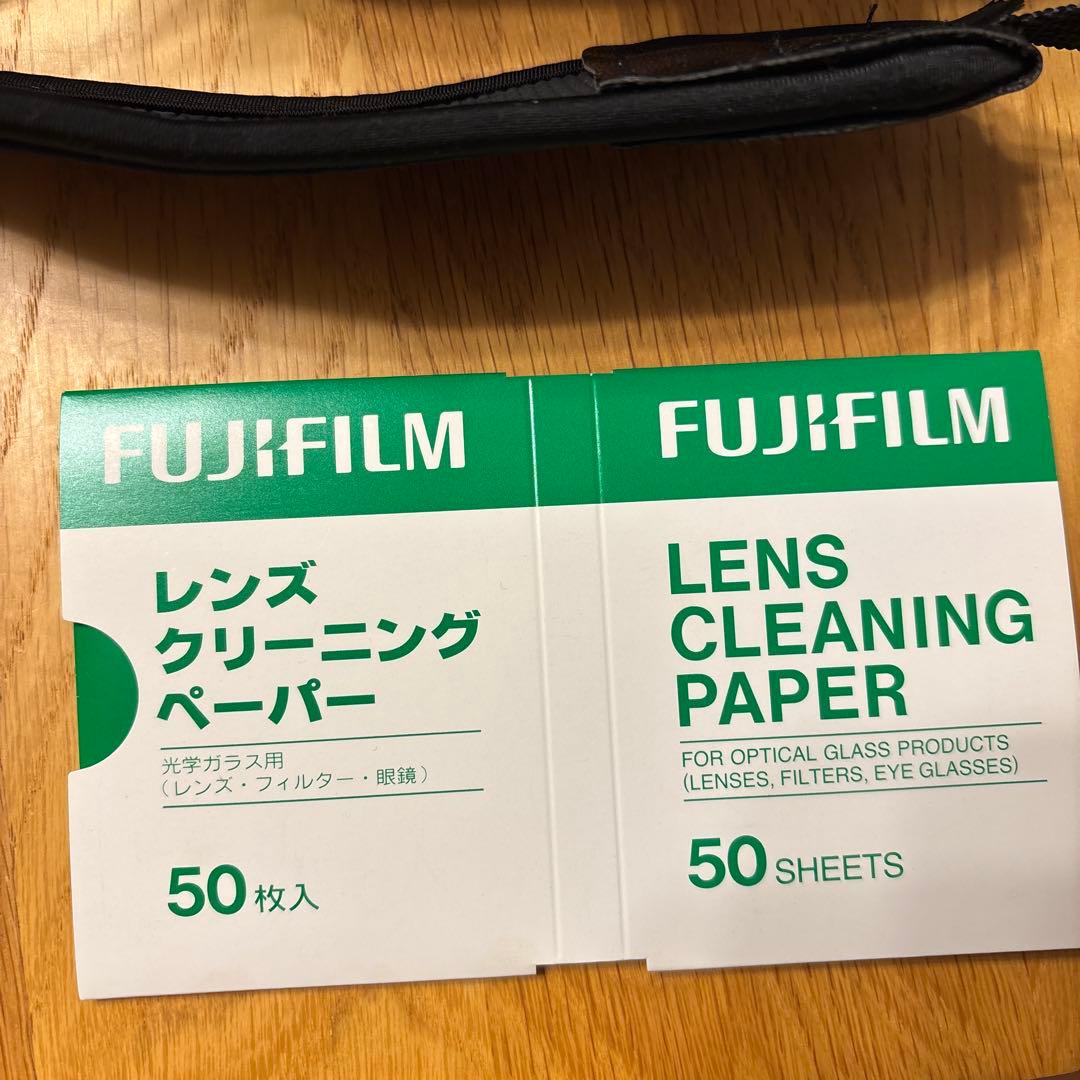 FUJIFILM
レンズ
クリーニング
ペーパー
光学ガラス用
（レンズ・フィルター・眼鏡）
50枚入
FUJIFILM
LENS
CLEANING
PAPER
FOR OPTICAL GLASS PRODUCTS
(LENSES, FILTERS, EYE GLASSES)
50 SHEETS